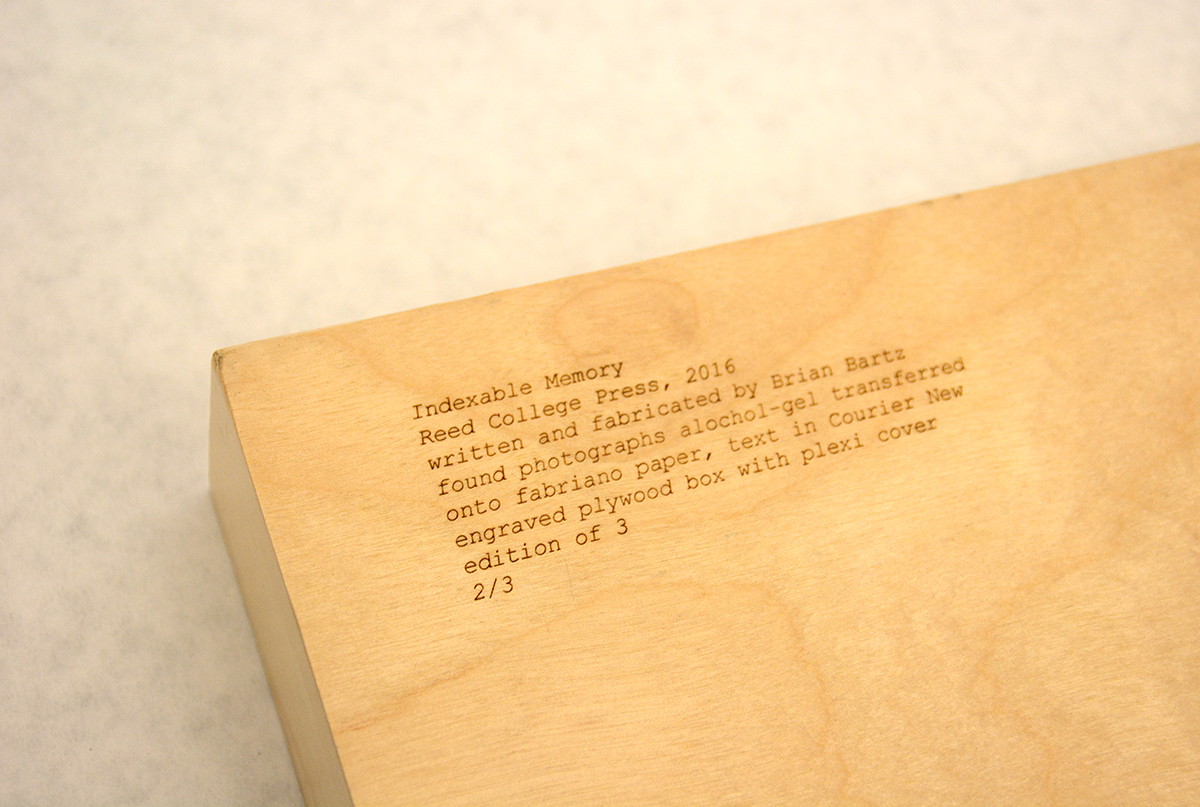 Indexable Memory
Reed College Press, 2016
written and fabricated by Brian Bartz
found photographs alochol-gel transferred
onto fabriano paper, text in Courier New
engraved plywood box with plexi cover
edition of 3
2/3